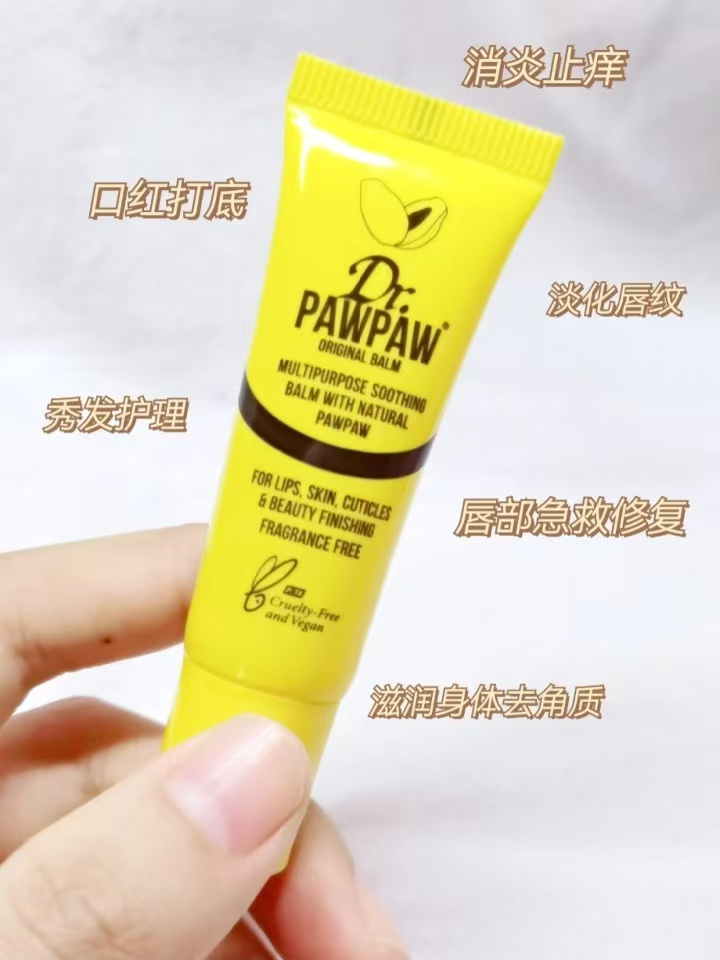 消炎止痒
口红打底
淡化唇纹
秀发护理
唇部急救修复
滋润身体去角质
Dr.
PAWPAW®
ORIGINAL BALM
MULTIPURPOSE SOOTHING
BALM WITH NATURAL
PAWPAW
FOR LIPS, SKIN, CUTICLES
& BEAUTY FINISHING
FRAGRANCE FREE
Cruelty-Free
and Vegan